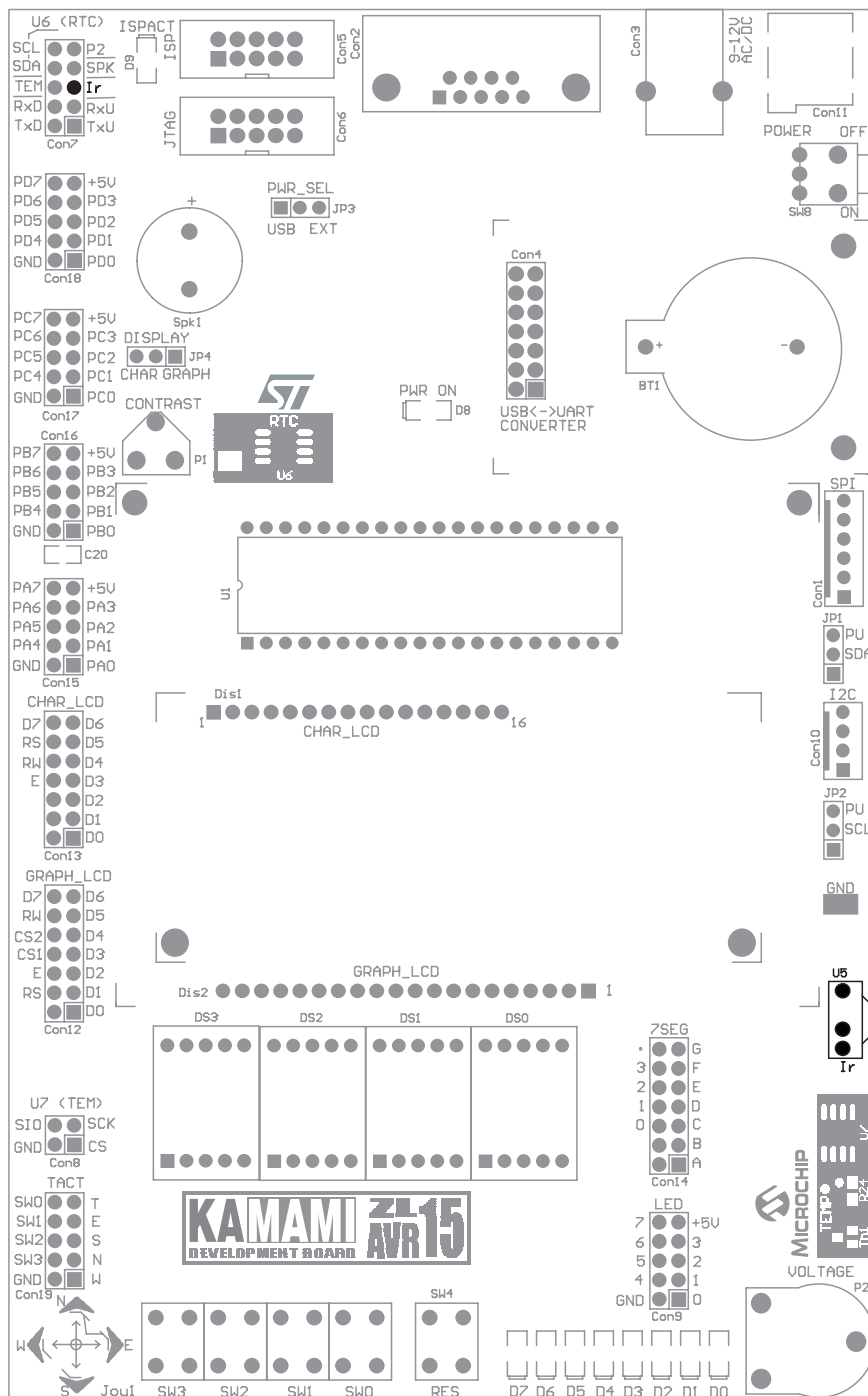 U6 (RTC)
SCL P2
SDA SPK
TEM Ir
RxD RxU
TxD TxU
Con7
ISPACT
D9
ISP
Con5
JTAG
Con6
Con2
Con3
9-12V
AC/DC
Con11
POWER OFF
SW8 ON
PD7 +5V
PD6 PD3
PD5 PD2
PD4 PD1
GND PD0
Con18
+
Spk1
PWR_SEL
JP3
USB EXT
Con4
USB<->UART
CONVERTER
+ -
BT1
PC7 +5V
PC6 PC3
PC5 PC2
PC4 PC1
GND PC0
Con17
DISPLAY
JP4
CHAR GRAPH
CONTRAST
P1
ST
RTC
U6
PWR ON
D8
Con16
PB7 +5V
PB6 PB3
PB5 PB2
PB4 PB1
GND PB0
C20
SPI
Con1
U1
PA7 +5V
PA6 PA3
PA5 PA2
PA4 PA1
GND PA0
Con15
JP1
PU
SDA
I2C
Con10
JP2
PU
SCL
GND
CHAR_LCD
D7 D6
RS D5
RW D4
E D3
D2
D1
D0
Con13
Dis1
1 16
CHAR_LCD
GRAPH_LCD
D7 D6
RW D5
CS2 D4
CS1 D3
E D2
RS D1
D0
Con12
GRAPH_LCD
Dis2 1
U5
Ir
DS3 DS2 DS1 DS0
7SEG
. G
3 F
2 E
1 D
0 C
B
A
Con14
U7 (TEM)
SIO SCK
GND CS
Con8
TACT
SW0 T
SW1 E
SW2 S
SW3 N
GND W
Con19
KAMAMI
DEVELOPMENT BOARD
ZL
AVR15
LED
7 +5V
6 3
5 2
4 1
GND 0
Con9
MICROCHIP
TEMP
R24
VOLTAGE
P2
N
W E
S Joy1
SW3 SW2 SW1 SW0
SW4
RES
D7 D6 D5 D4 D3 D2 D1 D0